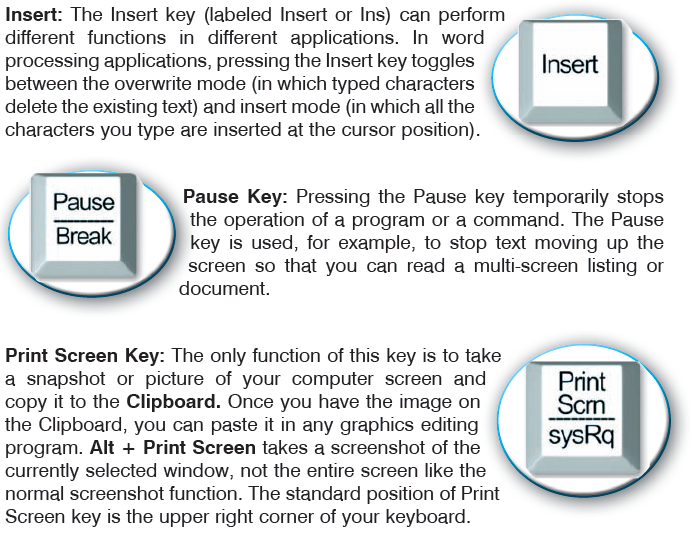 Insert: The Insert key (labeled Insert or Ins) can perform
different functions in different applications. In word
processing applications, pressing the Insert key toggles
between the overwrite mode (in which typed characters
delete the existing text) and insert mode (in which all the
characters you type are inserted at the cursor position).
Insert
Pause
Break
Pause Key: Pressing the Pause key temporarily stops
the operation of a program or a command. The Pause
key is used, for example, to stop text moving up the
screen so that you can read a multi-screen listing or
document.
Print Screen Key: The only function of this key is to take
a snapshot or picture of your computer screen and
copy it to the Clipboard. Once you have the image on
the Clipboard, you can paste it in any graphics editing
program. Alt + Print Screen takes a screenshot of the
currently selected window, not the entire screen like the
normal screenshot function. The standard position of Print
Screen key is the upper right corner of your keyboard.
Print
Scrn
sysRq